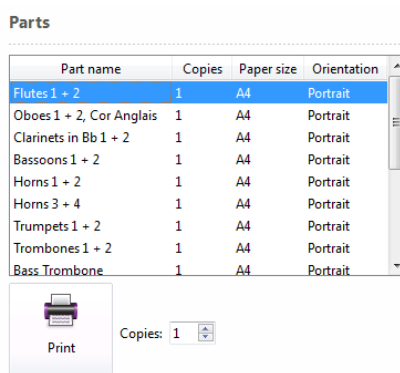 Parts
Part name Copies Paper size Orientation
Flutes 1 + 2 1 A4 Portrait
Oboes 1 + 2, Cor Anglais 1 A4 Portrait
Clarinets in Bb 1 + 2 1 A4 Portrait
Bassoons 1 + 2 1 A4 Portrait
Horns 1 + 2 1 A4 Portrait
Horns 3 + 4 1 A4 Portrait
Trumpets 1 + 2 1 A4 Portrait
Trombones 1 + 2 1 A4 Portrait
Bass Trombone 1 A4 Portrait
Copies: 1
Print